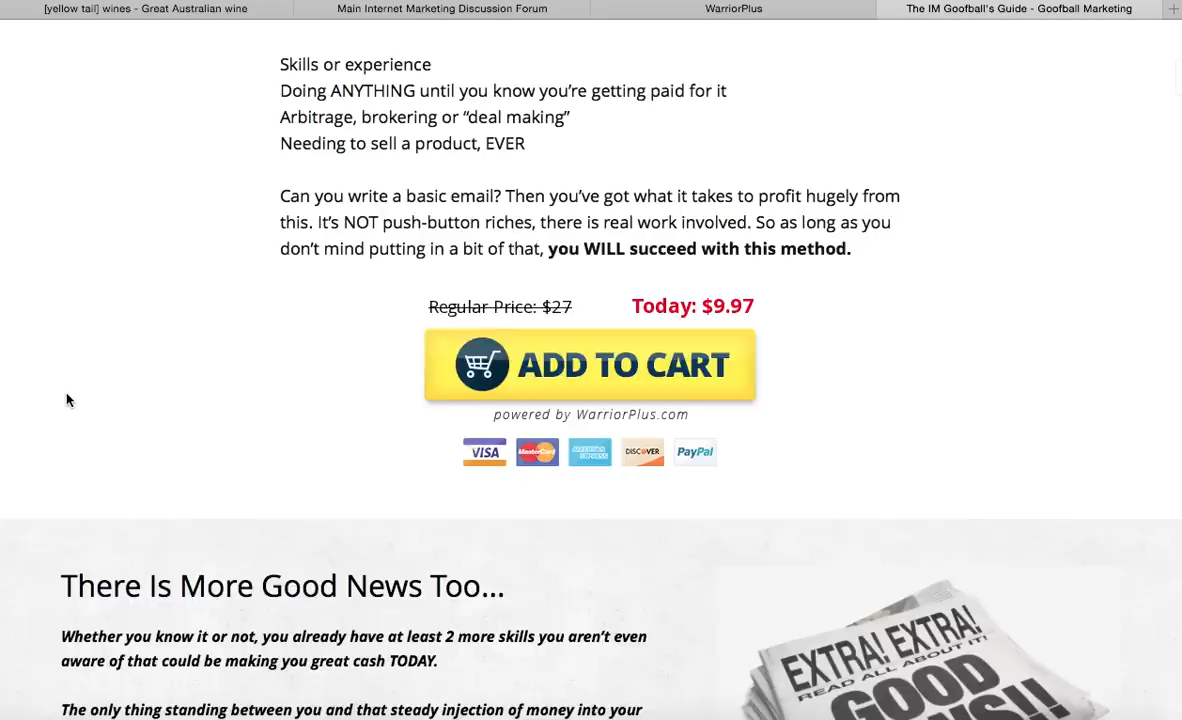 [yellow tail] wines - Great Australian wine
Main Internet Marketing Discussion Forum
WarriorPlus
The IM Goofball's Guide - Goofball Marketing
Skills or experience
Doing ANYTHING until you know you’re getting paid for it
Arbitrage, brokering or “deal making”
Needing to sell a product, EVER
Can you write a basic email? Then you’ve got what it takes to profit hugely from
this. It’s NOT push-button riches, there is real work involved. So as long as you
don’t mind putting in a bit of that, you WILL succeed with this method.
Regular Price: $27
Today: $9.97
ADD TO CART
powered by WarriorPlus.com
VISA
MasterCard
AMERICAN EXPRESS
DISCOVER
PayPal
There Is More Good News Too...
Whether you know it or not, you already have at least 2 more skills you aren’t even
aware of that could be making you great cash TODAY.
The only thing standing between you and that steady injection of money into your
EXTRA! EXTRA!
READ ALL ABOUT IT!
GOOD